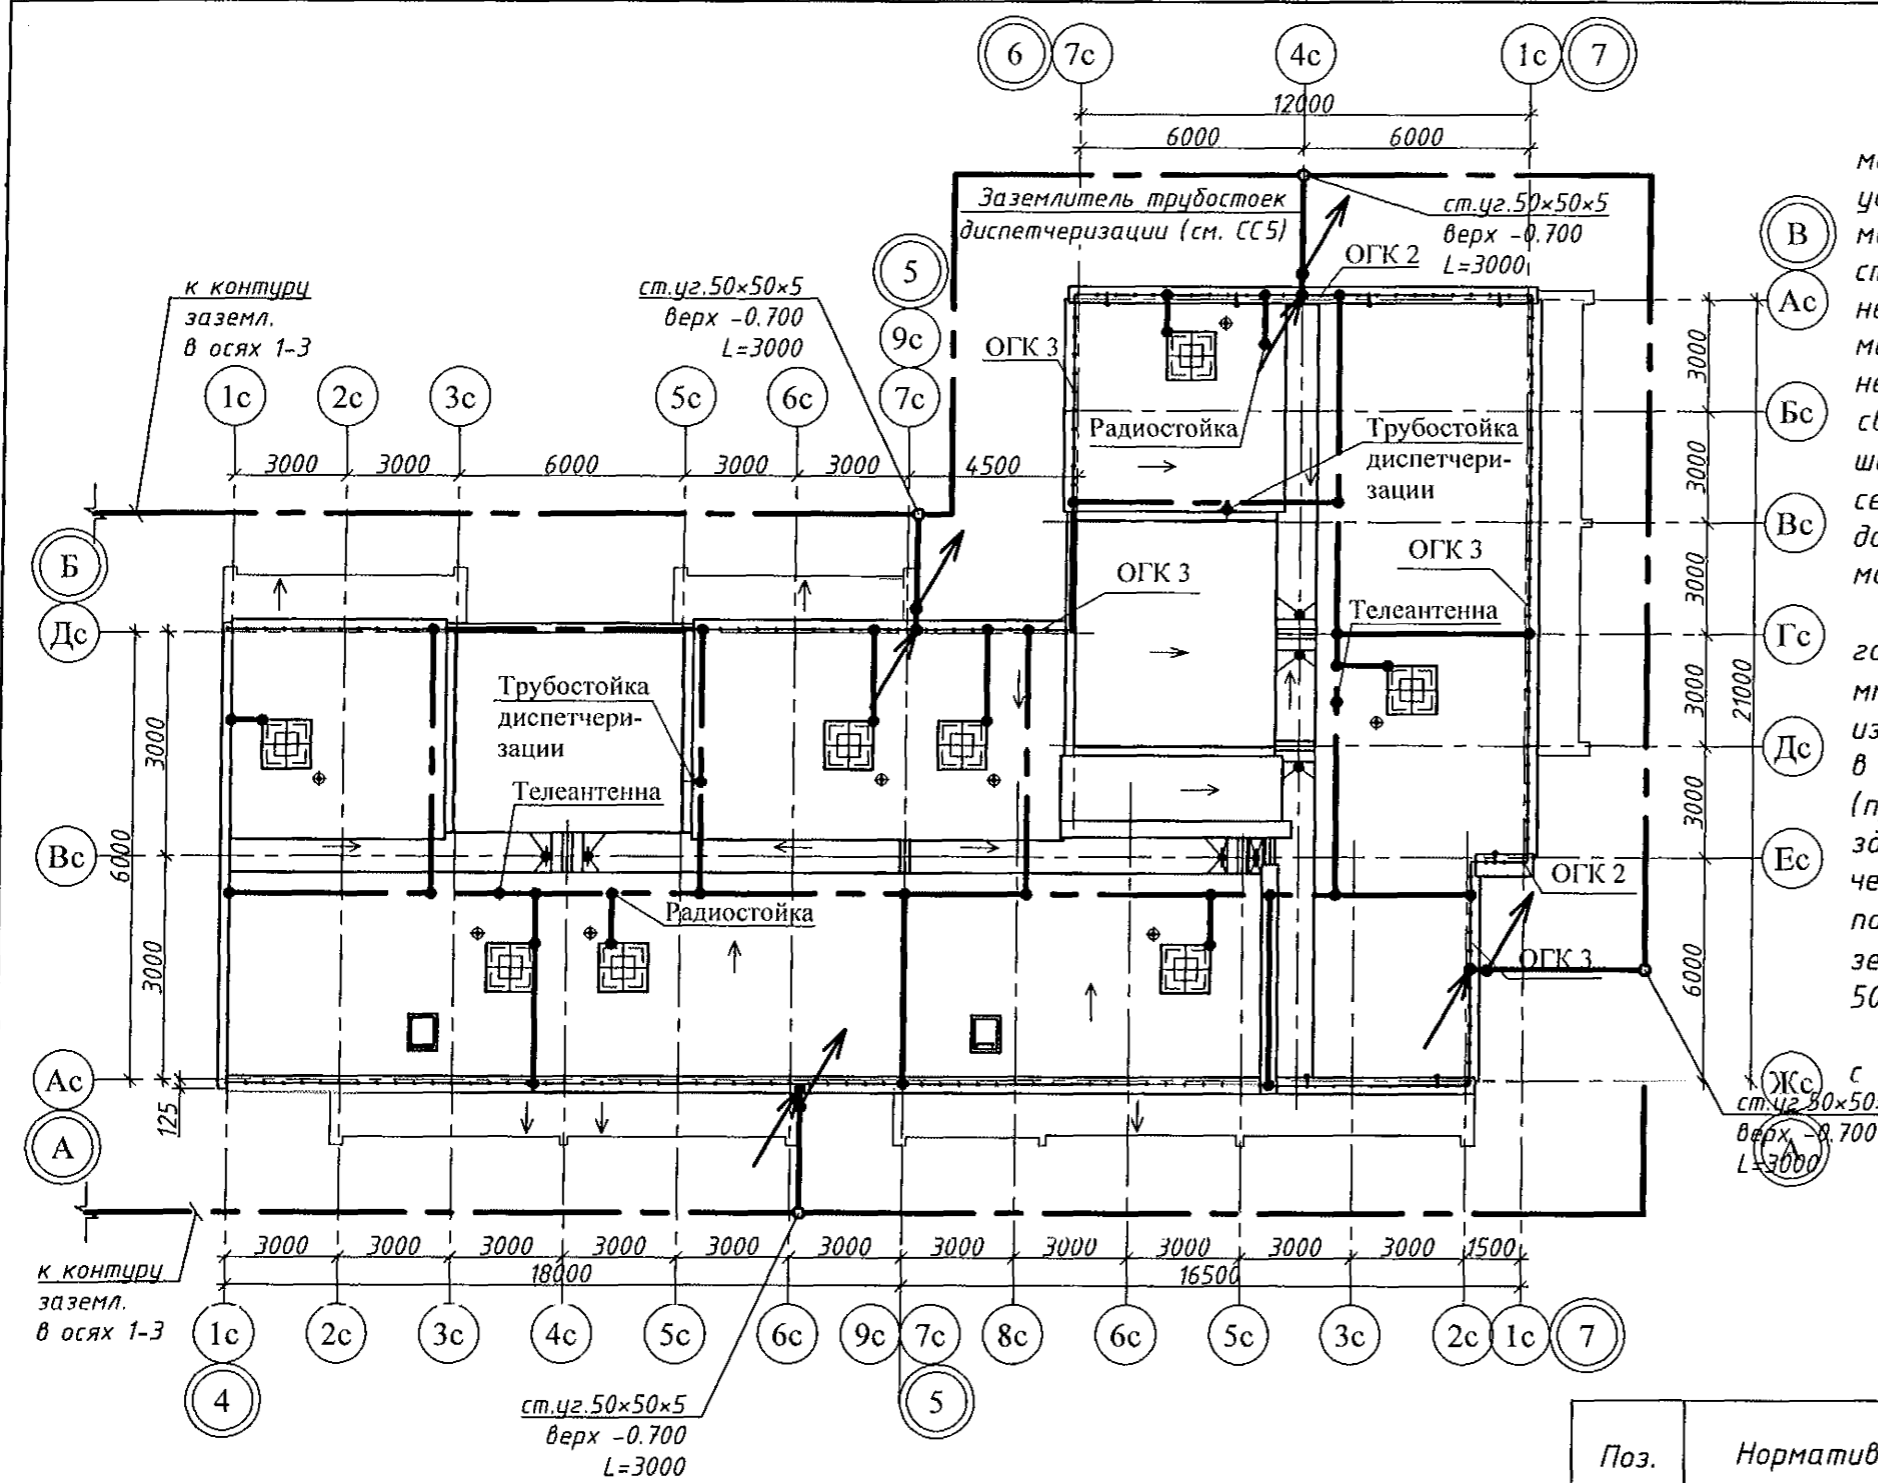 6 7с 4с 1с 7
12000
6000 6000
Заземлитель трубостоек
диспетчеризации (см. СС5)
ст.уг.50×50×5
верх -0.700
L=3000
ОГК 2
В
Ас
к контуру
заземл.
в осях 1-3
ст.уг.50×50×5
верх -0.700
L=3000
5
9с
7с
1с 2с 3с 5с 6с
3000 3000 6000 3000 3000 4500
ОГК 3
Радиостойка
Трубостойка
диспетчери-
зации
3000
Бс
3000
Вс
Б
Дс
ОГК 3
ОГК 3
3000
Телеантенна
Гс
Трубостойка
диспетчери-
зации
3000
3000
21000
Дс
Телеантенна
3000
Вс
6000
Ес
ОГК 2
Радиостойка
3000
ОГК 3
6000
Ас
125
А
Жс
ст.уг.50×50
верх -0.700
L=3000
А
3000 3000 3000 3000 3000 3000 3000 3000 3000 3000 3000 1500
18000 16500
к контуру
заземл.
в осях 1-3
1с 2с 3с 4с 5с 6с 9с 7с 8с 6с 5с 3с 2с 1с 7
4 5
ст.уг.50×50×5
верх -0.700
L=3000
с
в
50
Поз. Норматив